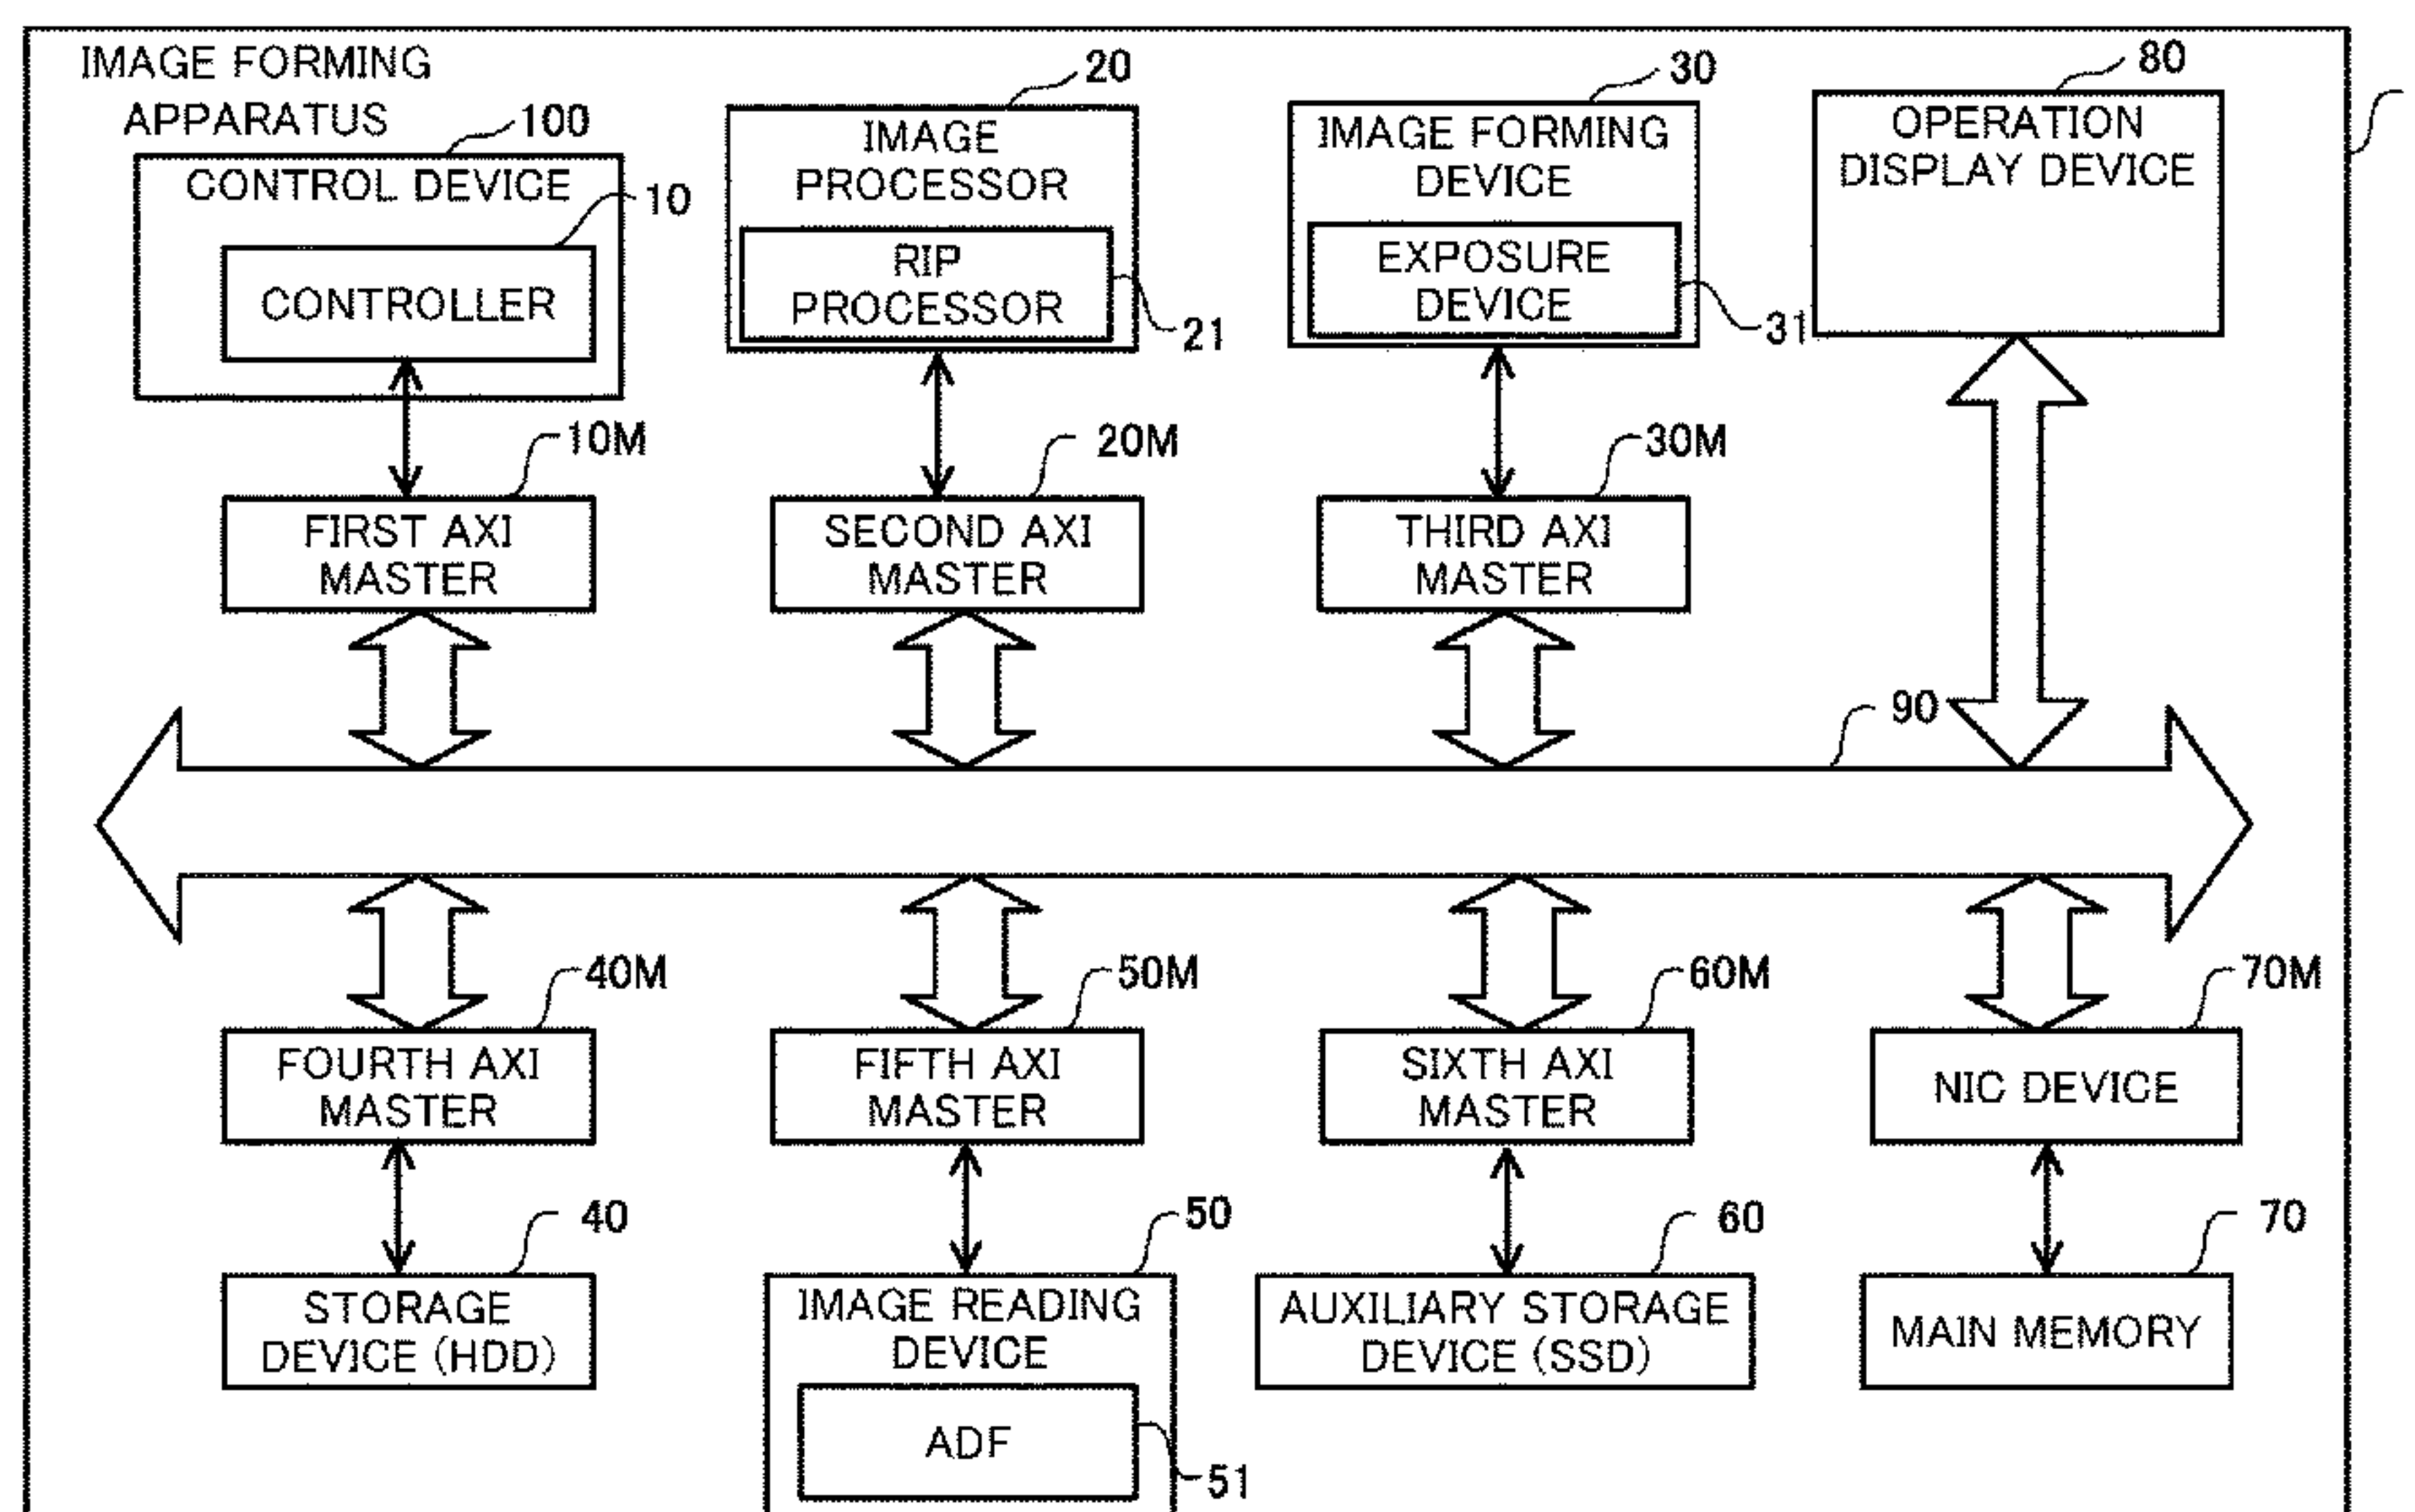 IMAGE FORMING
APPARATUS
100
CONTROL DEVICE
10
CONTROLLER
20
IMAGE
PROCESSOR
RIP
PROCESSOR
21
30
IMAGE FORMING
DEVICE
EXPOSURE
DEVICE
31
80
OPERATION
DISPLAY DEVICE
10M
FIRST AXI
MASTER
20M
SECOND AXI
MASTER
30M
THIRD AXI
MASTER
90
40M
FOURTH AXI
MASTER
50M
FIFTH AXI
MASTER
60M
SIXTH AXI
MASTER
70M
NIC DEVICE
40
STORAGE
DEVICE (HDD)
50
IMAGE READING
DEVICE
ADF
51
60
AUXILIARY STORAGE
DEVICE (SSD)
70
MAIN MEMORY